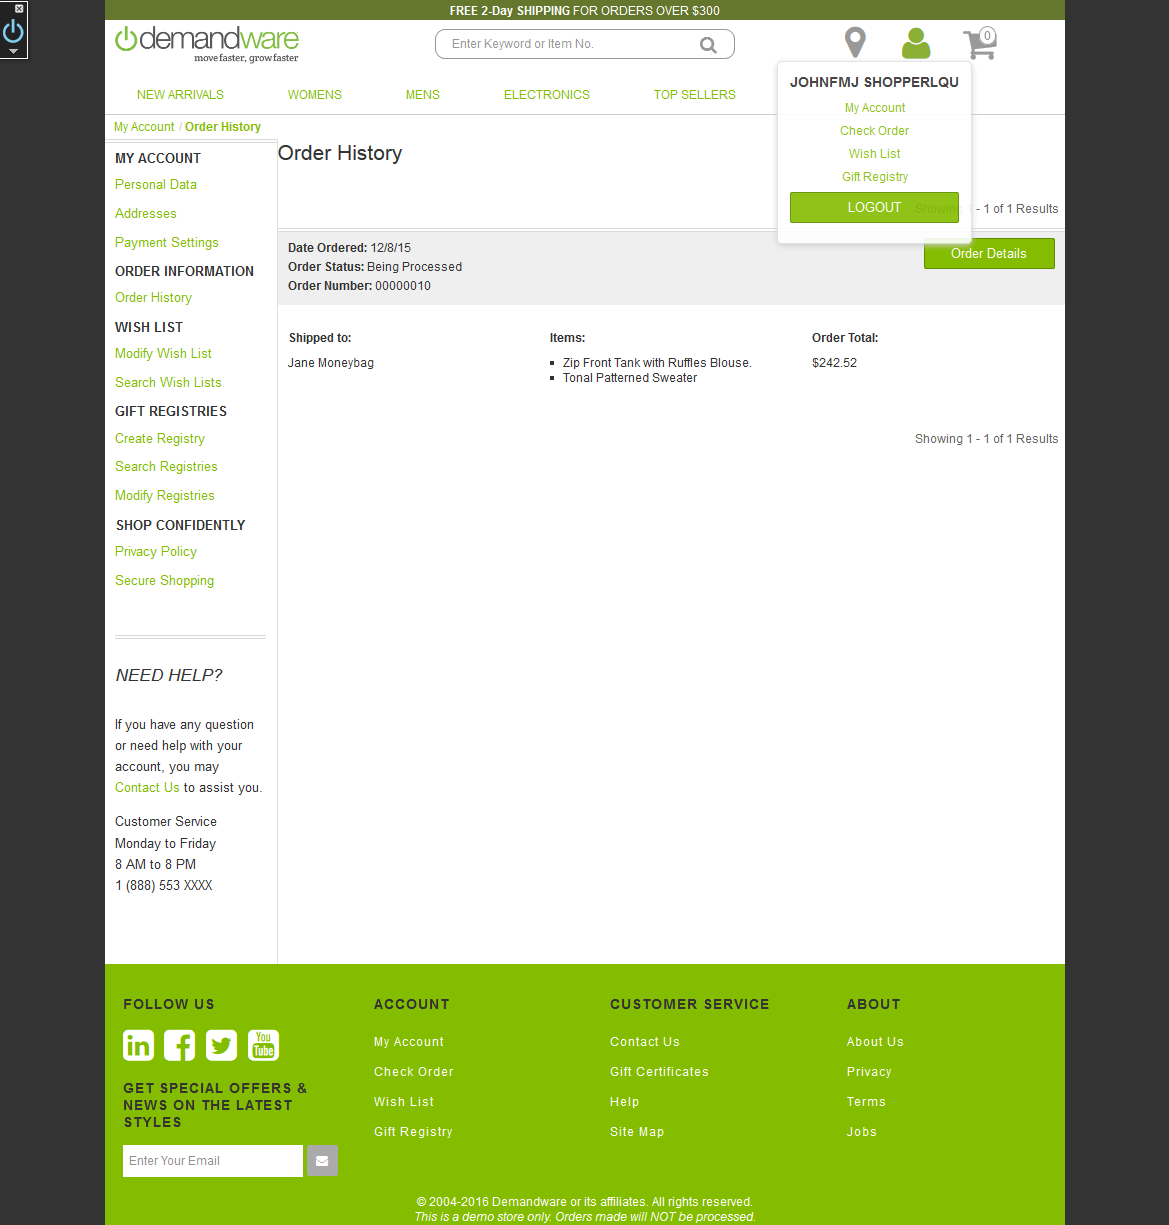 FREE 2-Day SHIPPING FOR ORDERS OVER $300
demandware
move faster, grow faster
Enter Keyword or Item No.
0
NEW ARRIVALS
WOMENS
MENS
ELECTRONICS
TOP SELLERS
JOHNFMJ SHOPPERLQU
My Account
Check Order
Wish List
Gift Registry
LOGOUT
My Account / Order History
MY ACCOUNT
Personal Data
Addresses
Payment Settings
ORDER INFORMATION
Order History
WISH LIST
Modify Wish List
Search Wish Lists
GIFT REGISTRIES
Create Registry
Search Registries
Modify Registries
SHOP CONFIDENTLY
Privacy Policy
Secure Shopping
NEED HELP?
If you have any question
or need help with your
account, you may
Contact Us to assist you.
Customer Service
Monday to Friday
8 AM to 8 PM
1 (888) 553 XXXX
Order History
Showing 1 - 1 of 1 Results
Date Ordered: 12/8/15
Order Status: Being Processed
Order Number: 00000010
Order Details
Shipped to:
Jane Moneybag
Items:
Zip Front Tank with Ruffles Blouse.
Tonal Patterned Sweater
Order Total:
$242.52
Showing 1 - 1 of 1 Results
FOLLOW US
in
You
Tube
GET SPECIAL OFFERS &
NEWS ON THE LATEST
STYLES
Enter Your Email
ACCOUNT
My Account
Check Order
Wish List
Gift Registry
CUSTOMER SERVICE
Contact Us
Gift Certificates
Help
Site Map
ABOUT
About Us
Privacy
Terms
Jobs
© 2004-2016 Demandware or its affiliates. All rights reserved.
This is a demo store only. Orders made will NOT be processed.